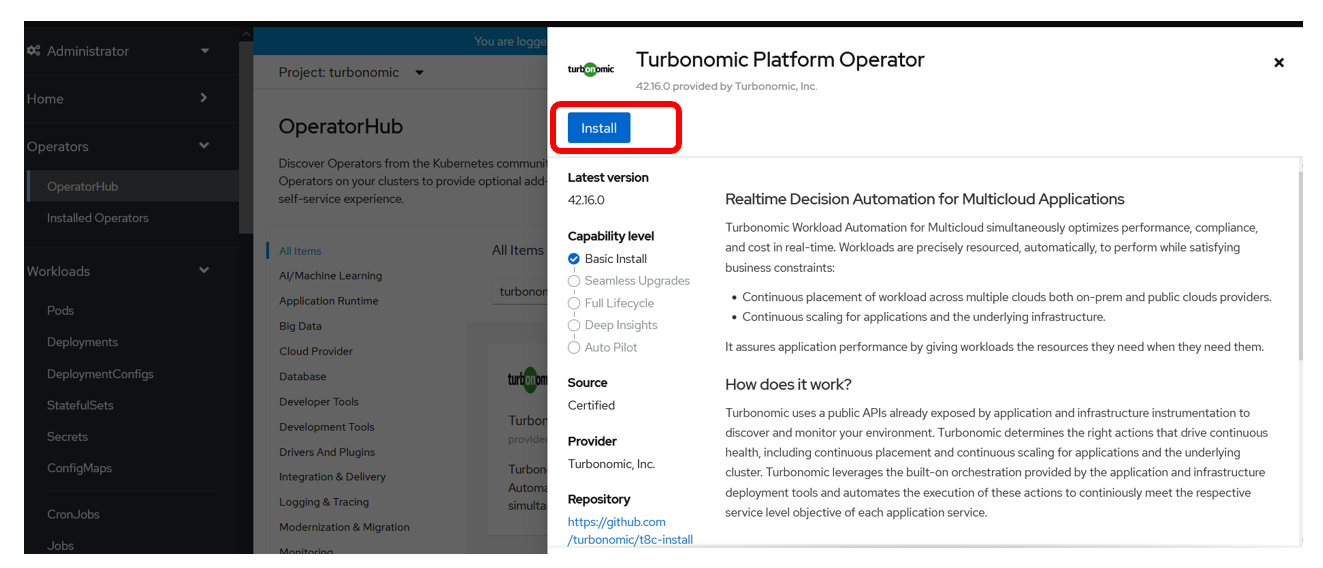 Administrator
Home
Operators
OperatorHub
Installed Operators
Workloads
Pods
Deployments
DeploymentConfigs
StatefulSets
Secrets
ConfigMaps
CronJobs
Jobs
You are logge
Project: turbonomic
OperatorHub
Discover Operators from the Kubernetes communi
Operators on your clusters to provide optional add-
self-service experience.
All Items
AI/Machine Learning
Application Runtime
Big Data
Cloud Provider
Database
Developer Tools
Development Tools
Drivers And Plugins
Integration & Delivery
Logging & Tracing
Modernization & Migration
Monitoring
All Items
turbonon
turbonom
Turbon
provided
Turbon
Automa
simulta
turbonomic
Turbonomic Platform Operator
42.16.0 provided by Turbonomic, Inc.
Install
Latest version
42.16.0
Capability level
Basic Install
Seamless Upgrades
Full Lifecycle
Deep Insights
Auto Pilot
Source
Certified
Provider
Turbonomic, Inc.
Repository
https://github.com
/turbonomic/t8c-install
Realtime Decision Automation for Multicloud Applications
Turbonomic Workload Automation for Multicloud simultaneously optimizes performance, compliance,
and cost in real-time. Workloads are precisely resourced, automatically, to perform while satisfying
business constraints:
• Continuous placement of workload across multiple clouds both on-prem and public clouds providers.
• Continuous scaling for applications and the underlying infrastructure.
It assures application performance by giving workloads the resources they need when they need them.
How does it work?
Turbonomic uses a public APIs already exposed by application and infrastructure instrumentation to
discover and monitor your environment. Turbonomic determines the right actions that drive continuous
health, including continuous placement and continuous scaling for applications and the underlying
cluster. Turbonomic leverages the built-on orchestration provided by the application and infrastructure
deployment tools and automates the execution of these actions to continiously meet the respective
service level objective of each application service.